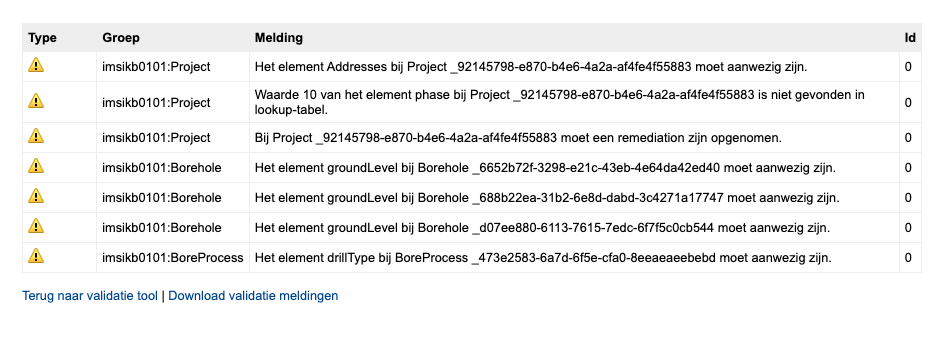 Type Groep Melding Id
imsikb0101:Project Het element Addresses bij Project _92145798-e870-b4e6-4a2a-af4fe4f55883 moet aanwezig zijn. 0
imsikb0101:Project Waarde 10 van het element phase bij Project _92145798-e870-b4e6-4a2a-af4fe4f55883 is niet gevonden in 0
lookup-tabel.
imsikb0101:Project Bij Project _92145798-e870-b4e6-4a2a-af4fe4f55883 moet een remediation zijn opgenomen. 0
imsikb0101:Borehole Het element groundLevel bij Borehole _6652b72f-3298-e21c-43eb-4e64da42ed40 moet aanwezig zijn. 0
imsikb0101:Borehole Het element groundLevel bij Borehole _688b22ea-31b2-6e8d-dabd-3c4271a17747 moet aanwezig zijn. 0
imsikb0101:Borehole Het element groundLevel bij Borehole _d07ee880-6113-7615-7edc-6f7f5c0cb544 moet aanwezig zijn. 0
imsikb0101:BoreProcess Het element drillType bij BoreProcess _473e2583-6a7d-6f5e-cfa0-8eeaeaeebebd moet aanwezig zijn. 0
Terug naar validatie tool | Download validatie meldingen